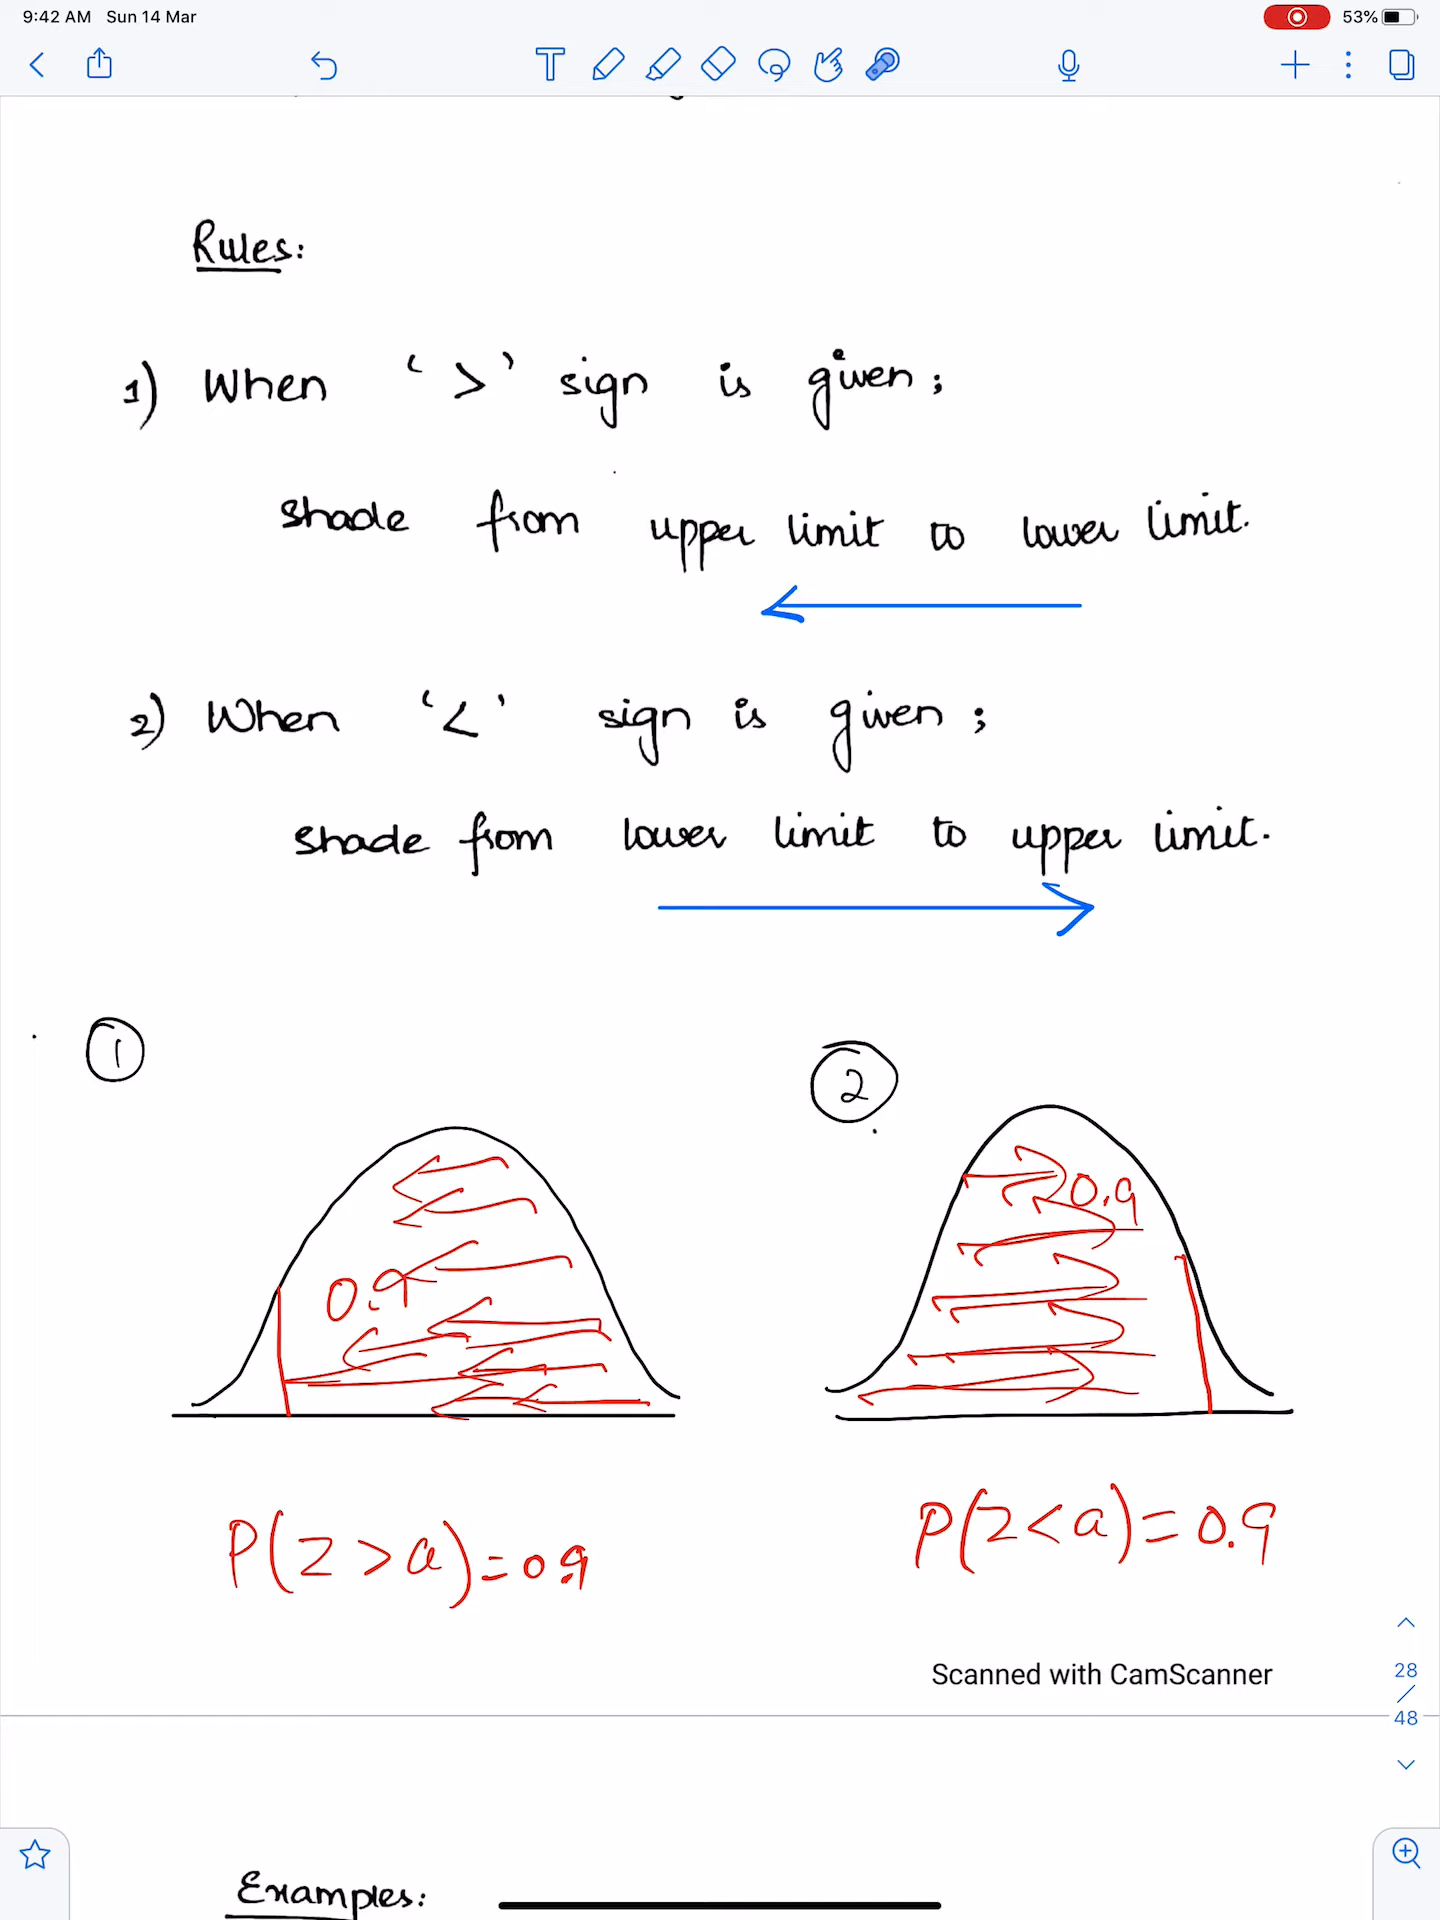 9:42 AM Sun 14 Mar 53%
T
Rules:
1) When '>' sign is given;
shade from upper limit to lower limit.
2) When '<' sign is given;
shade from lower limit to upper limit.
1
2
0.9
0.9
P(z>a)=0.9
P(z<a)=0.9
Scanned with CamScanner
28
/
48
Examples: